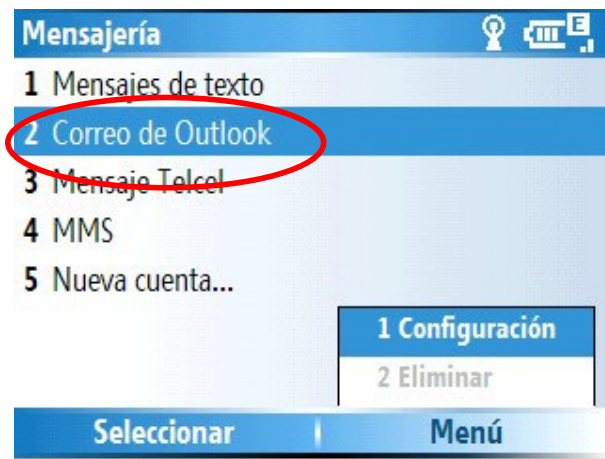 Mensajería
E
1 Mensajes de texto
2 Correo de Outlook
3 Mensaje Telcel
4 MMS
5 Nueva cuenta...
1 Configuración
2 Eliminar
Seleccionar Menú